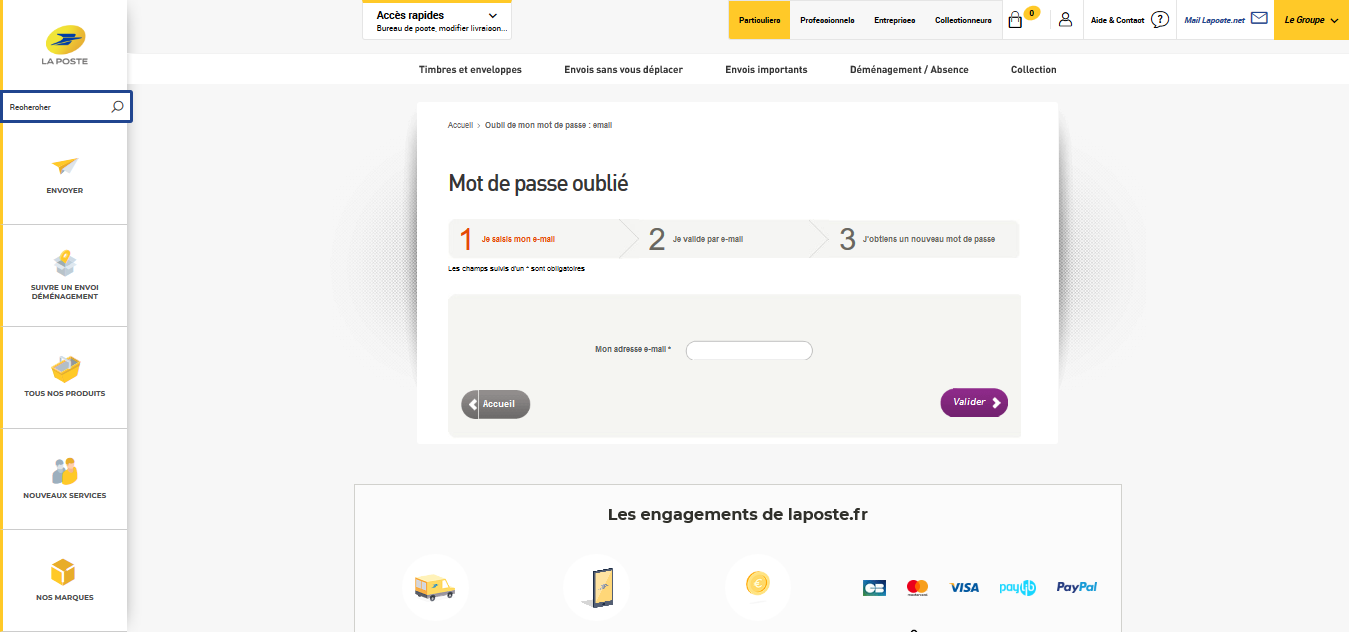 LA POSTE
Accès rapides
Bureau de poste, modifier livraison...
Particuliers
Professionnels
Entreprises
Collectionneurs
0
Aide & Contact
?
Mail Laposte.net
Le Groupe
Timbres et enveloppes
Envois sans vous déplacer
Envois importants
Déménagement / Absence
Collection
Rechercher
ENVOYER
SUIVRE UN ENVOI
DÉMÉNAGEMENT
TOUS NOS PRODUITS
NOUVEAUX SERVICES
NOS MARQUES
Accueil > Oubli de mon mot de passe : email
Mot de passe oublié
1 Je saisis mon e-mail
2 Je valide par e-mail
3 J'obtiens un nouveau mot de passe
Les champs suivis d'un * sont obligatoires
Mon adresse e-mail *
Accueil
Valider
Les engagements de laposte.fr
CB
mastercard
VISA
paylib
PayPal